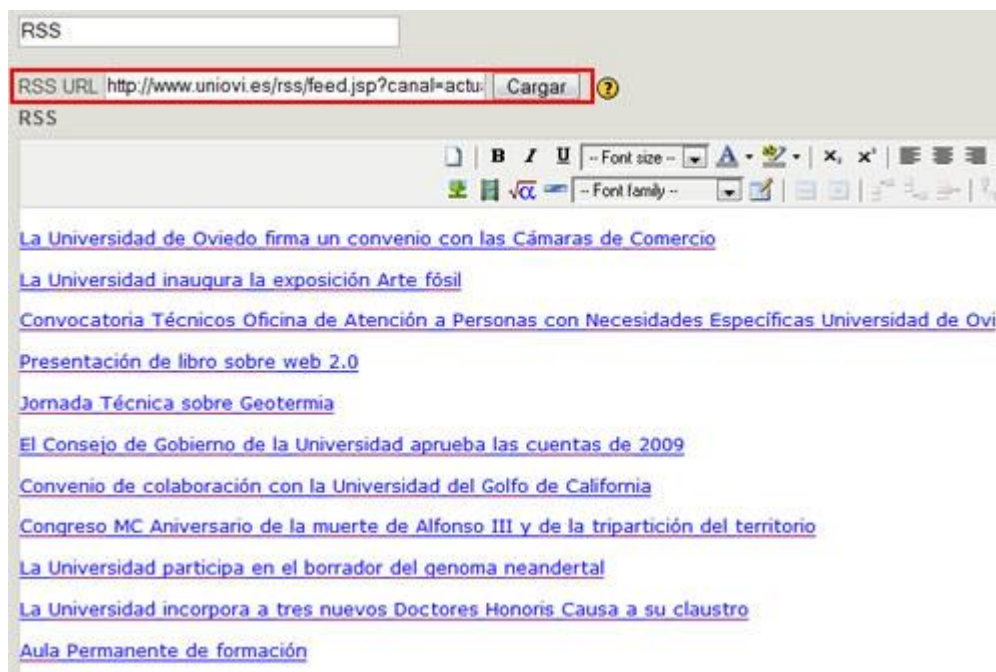 RSS
RSS URL http://www.uniovi.es/rss/feed.jsp?canal=actu Cargar ?
RSS
B I U -- Font size -- A ab x, x²
√α -- Font family --
La Universidad de Oviedo firma un convenio con las Cámaras de Comercio
La Universidad inaugura la exposición Arte fósil
Convocatoria Técnicos Oficina de Atención a Personas con Necesidades Específicas Universidad de Ovi
Presentación de libro sobre web 2.0
Jornada Técnica sobre Geotermia
El Consejo de Gobierno de la Universidad aprueba las cuentas de 2009
Convenio de colaboración con la Universidad del Golfo de California
Congreso MC Aniversario de la muerte de Alfonso III y de la tripartición del territorio
La Universidad participa en el borrador del genoma neandertal
La Universidad incorpora a tres nuevos Doctores Honoris Causa a su claustro
Aula Permanente de formación